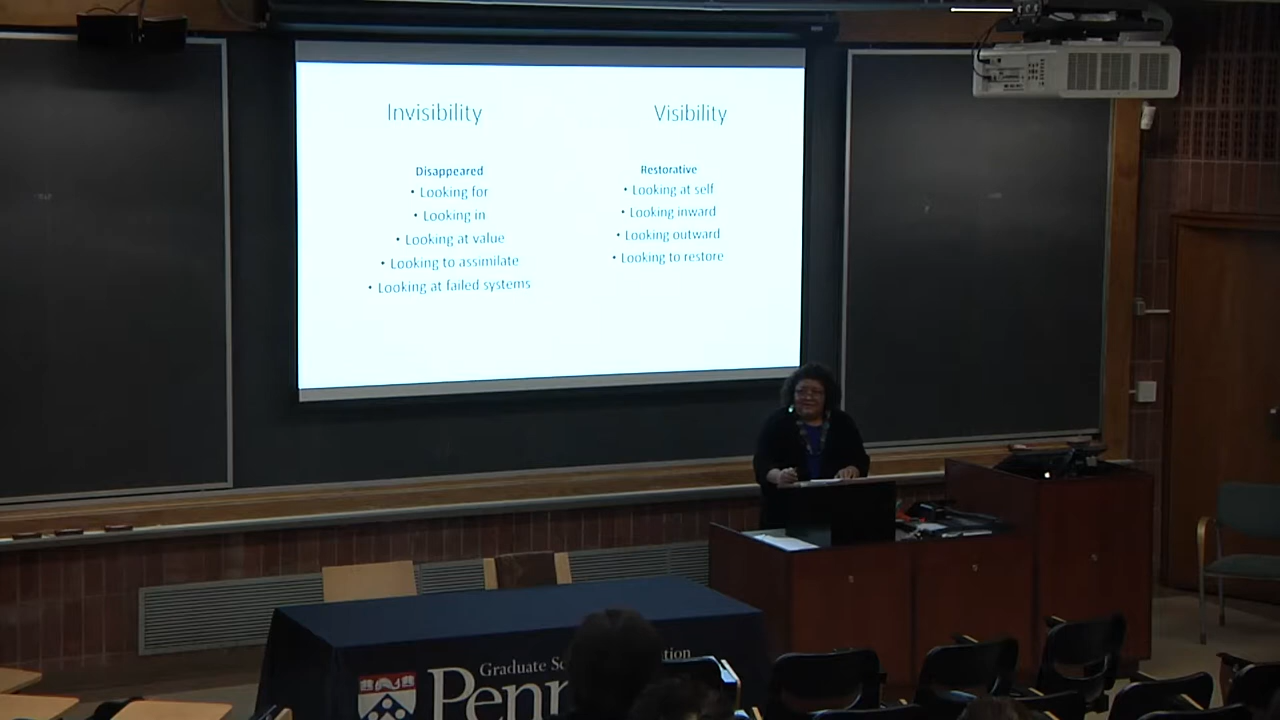 Invisibility
Disappeared
• Looking for
• Looking in
• Looking at value
• Looking to assimilate
• Looking at failed systems
Visibility
Restorative
• Looking at self
• Looking inward
• Looking outward
• Looking to restore
Graduate
Penn